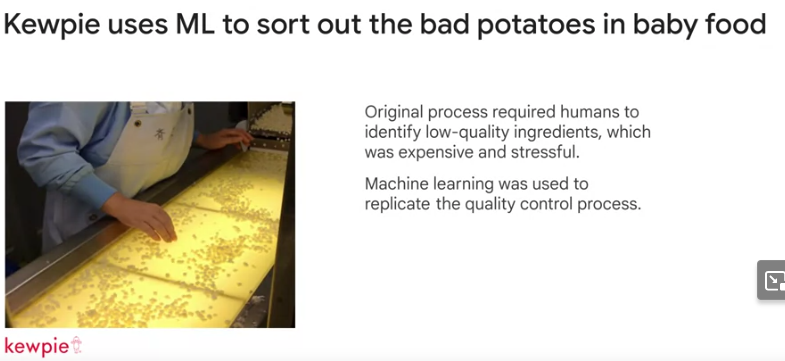 Kewpie uses ML to sort out the bad potatoes in baby food
Original process required humans to
identify low-quality ingredients, which
was expensive and stressful.
Machine learning was used to
replicate the quality control process.
kewpie